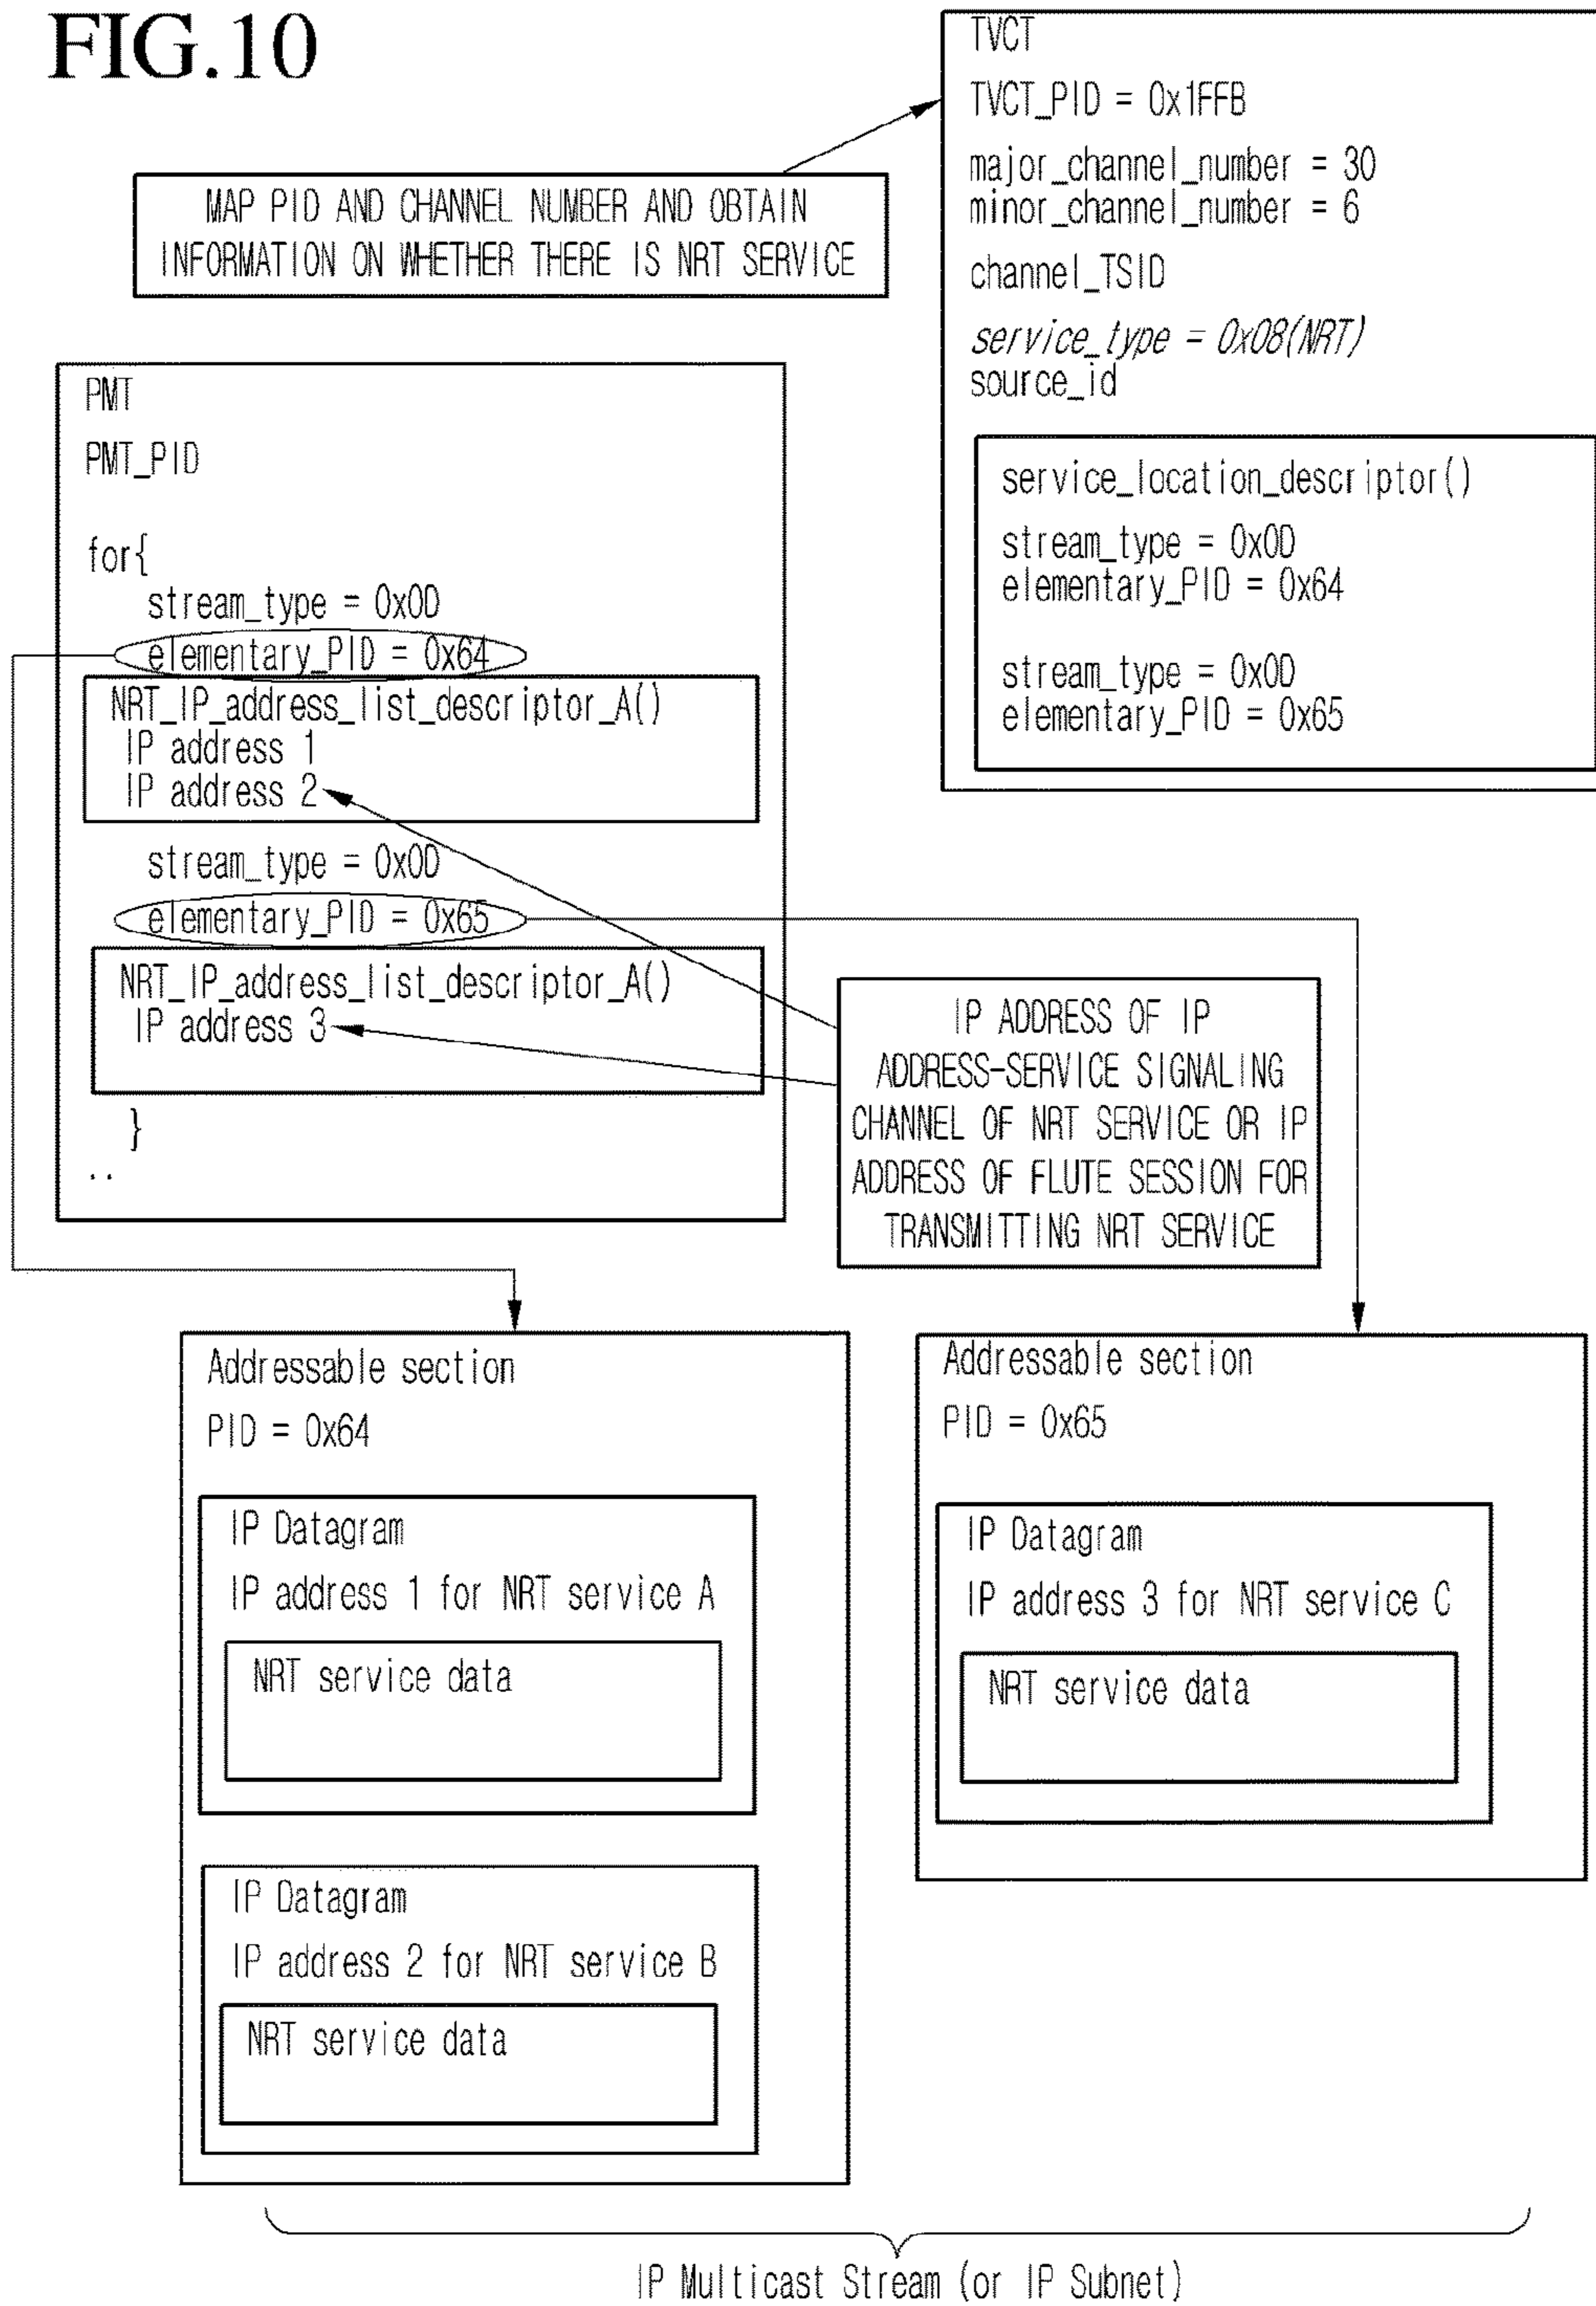 FIG.10
TVCT
TVCT_PID = 0x1FFB
major_channel_number = 30
minor_channel_number = 6
channel_TSID
service_type = 0x08(NRT)
source_id
service_location_descriptor()
stream_type = 0x0D
elementary_PID = 0x64
stream_type = 0x0D
elementary_PID = 0x65
MAP PID AND CHANNEL NUMBER AND OBTAIN
INFORMATION ON WHETHER THERE IS NRT SERVICE
PMT
PMT_PID
for{
stream_type = 0x0D
elementary_PID = 0x64
NRT_IP_address_list_descriptor_A()
IP address 1
IP address 2
stream_type = 0x0D
elementary_PID = 0x65
NRT_IP_address_list_descriptor_A()
IP address 3
}
..
IP ADDRESS OF IP
ADDRESS-SERVICE SIGNALING
CHANNEL OF NRT SERVICE OR IP
ADDRESS OF FLUTE SESSION FOR
TRANSMITTING NRT SERVICE
Addressable section
PID = 0x64
IP Datagram
IP address 1 for NRT service A
NRT service data
IP Datagram
IP address 2 for NRT service B
NRT service data
Addressable section
PID = 0x65
IP Datagram
IP address 3 for NRT service C
NRT service data
IP Multicast Stream (or IP Subnet)